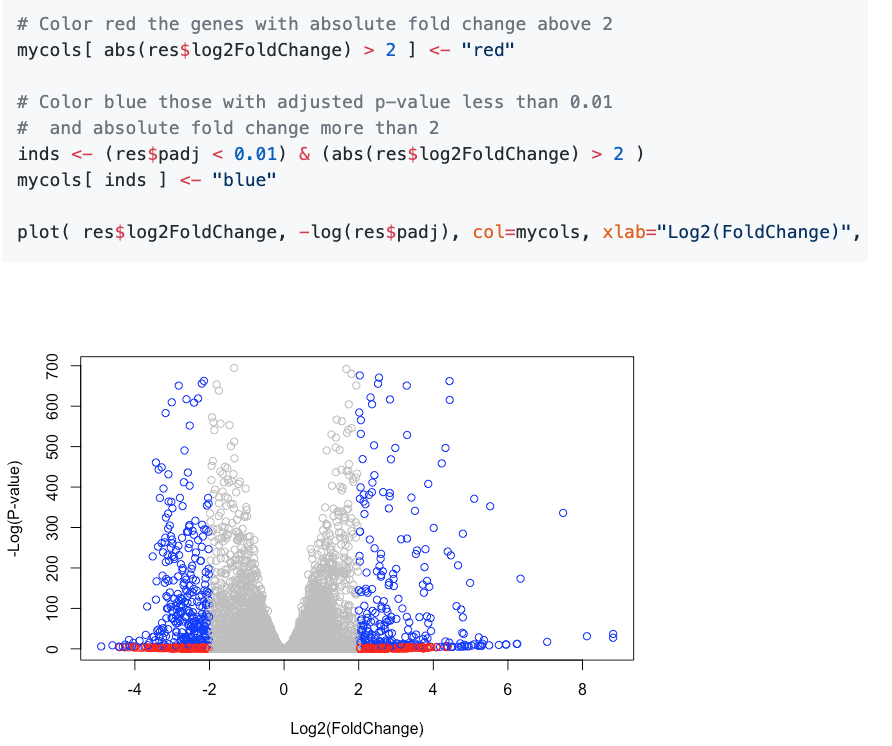 # Color red the genes with absolute fold change above 2
mycols[ abs(res$log2FoldChange) > 2 ] <- "red"
# Color blue those with adjusted p-value less than 0.01
#  and absolute fold change more than 2
inds <- (res$padj < 0.01) & (abs(res$log2FoldChange) > 2 )
mycols[ inds ] <- "blue"
plot( res$log2FoldChange, -log(res$padj), col=mycols, xlab="Log2(FoldChange)",
700
600
500
400
300
200
100
0
-Log(P-value)
-4 -2 0 2 4 6 8
Log2(FoldChange)